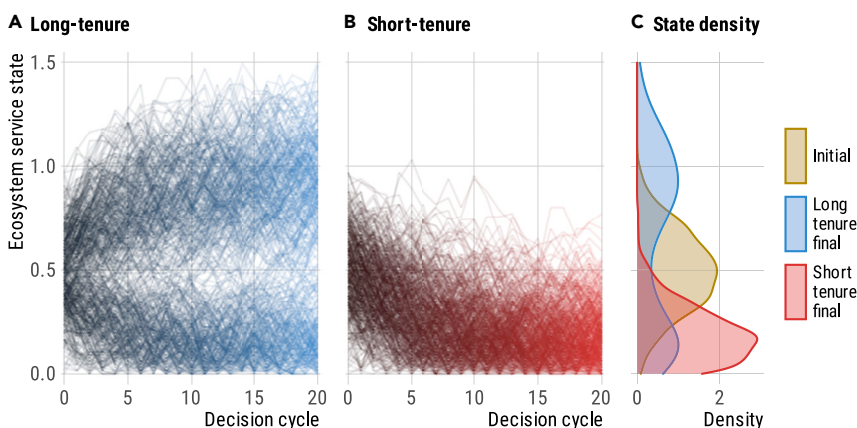 A Long-tenure
B Short-tenure
C State density
Ecosystem service state
1.5
1.0
0.5
0.0
0 5 10 15 20
Decision cycle
0 5 10 15 20
Decision cycle
0 2
Density
Initial
Long
tenure
final
Short
tenure
final